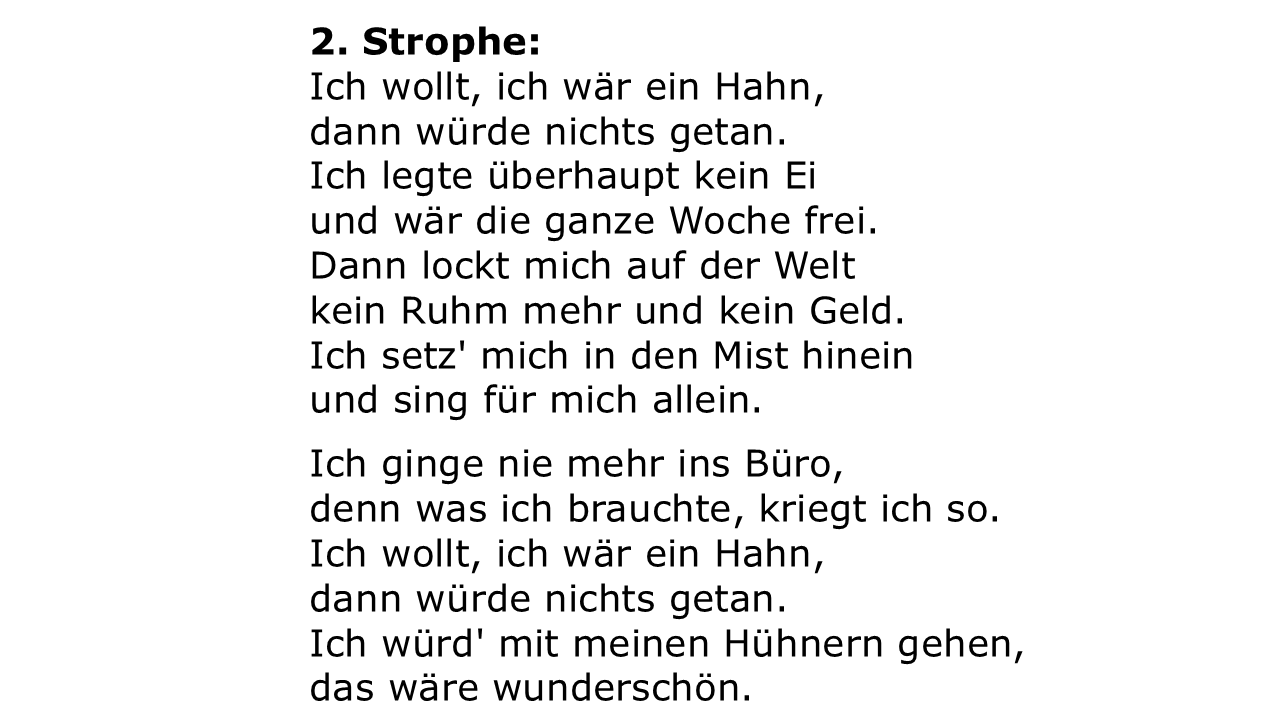 2. Strophe:
Ich wollt, ich wär ein Hahn,
dann würde nichts getan.
Ich legte überhaupt kein Ei
und wär die ganze Woche frei.
Dann lockt mich auf der Welt
kein Ruhm mehr und kein Geld.
Ich setz' mich in den Mist hinein
und sing für mich allein.
Ich ginge nie mehr ins Büro,
denn was ich brauchte, kriegt ich so.
Ich wollt, ich wär ein Hahn,
dann würde nichts getan.
Ich würd' mit meinen Hühnern gehen,
das wäre wunderschön.